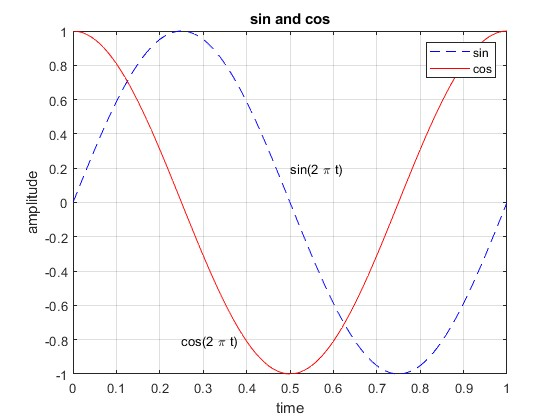 sin and cos
1
0.8
0.6
0.4
0.2
0
-0.2
-0.4
-0.6
-0.8
-1
amplitude
sin
cos
sin(2 π t)
cos(2 π t)
0 0.1 0.2 0.3 0.4 0.5 0.6 0.7 0.8 0.9 1
time